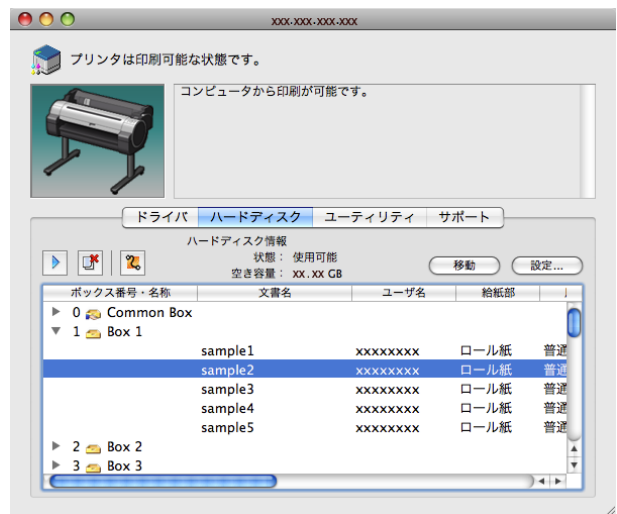 xxx.xxx.xxx.xxx
プリンタは印刷可能な状態です。
コンピュータから印刷が可能です。
ドライバ ハードディスク ユーティリティ サポート
ハードディスク情報
状態： 使用可能
空き容量： xx.xx GB
移動 設定...
ボックス番号・名称 文書名 ユーザ名 給紙部
0 Common Box
1 Box 1
sample1 xxxxxxxx ロール紙 普通
sample2 xxxxxxxx ロール紙 普通
sample3 xxxxxxxx ロール紙 普通
sample4 xxxxxxxx ロール紙 普通
sample5 xxxxxxxx ロール紙 普通
2 Box 2
3 Box 3